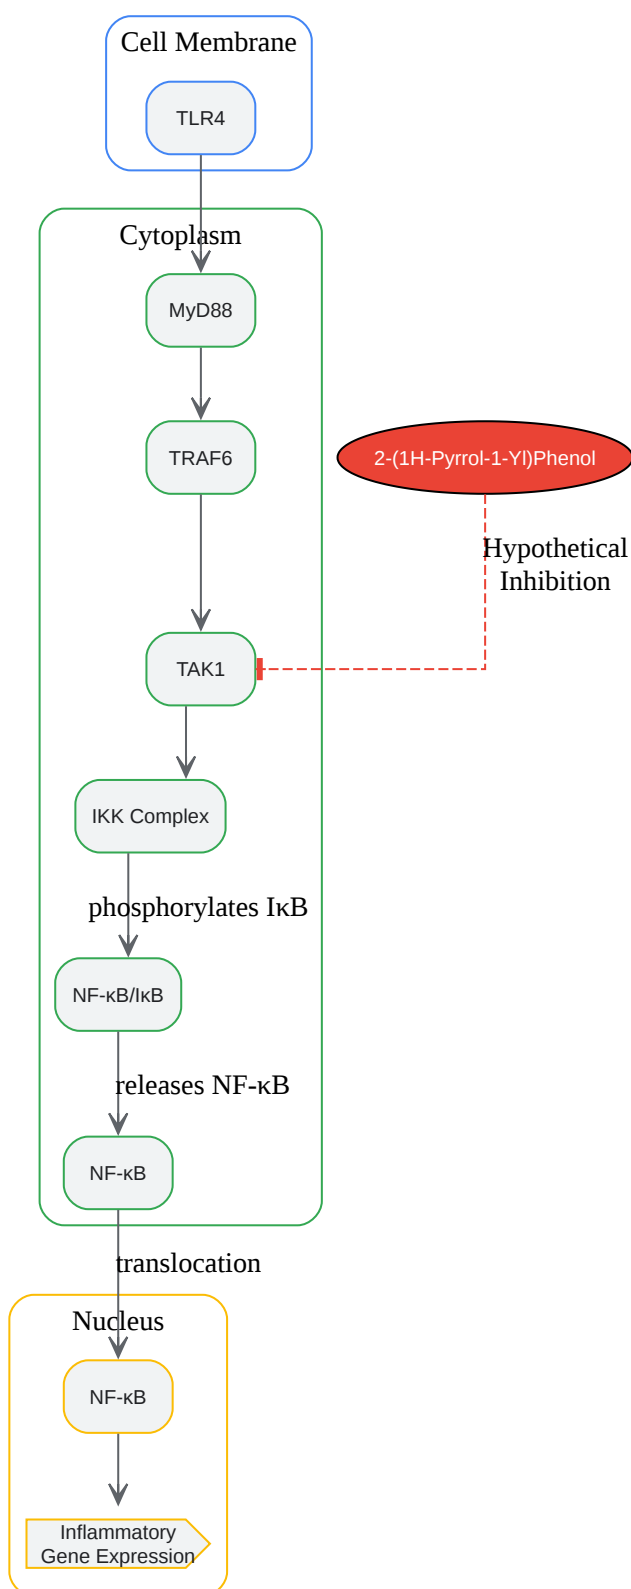 Cell Membrane
TLR4
Cytoplasm
MyD88
TRAF6
2-(1H-Pyrrol-1-Yl)Phenol
Hypothetical
Inhibition
TAK1
IKK Complex
phosphorylates IκB
NF-κB/IκB
releases NF-κB
NF-κB
translocation
Nucleus
NF-κB
Inflammatory
Gene Expression